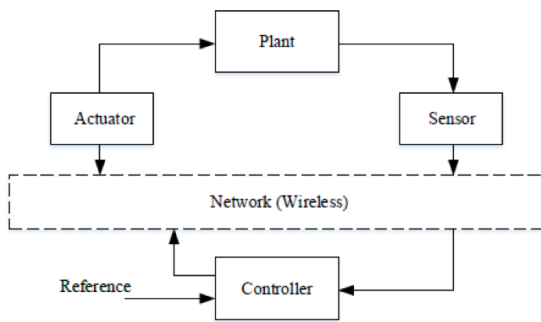 Plant
Actuator
Sensor
Network (Wireless)
Reference
Controller